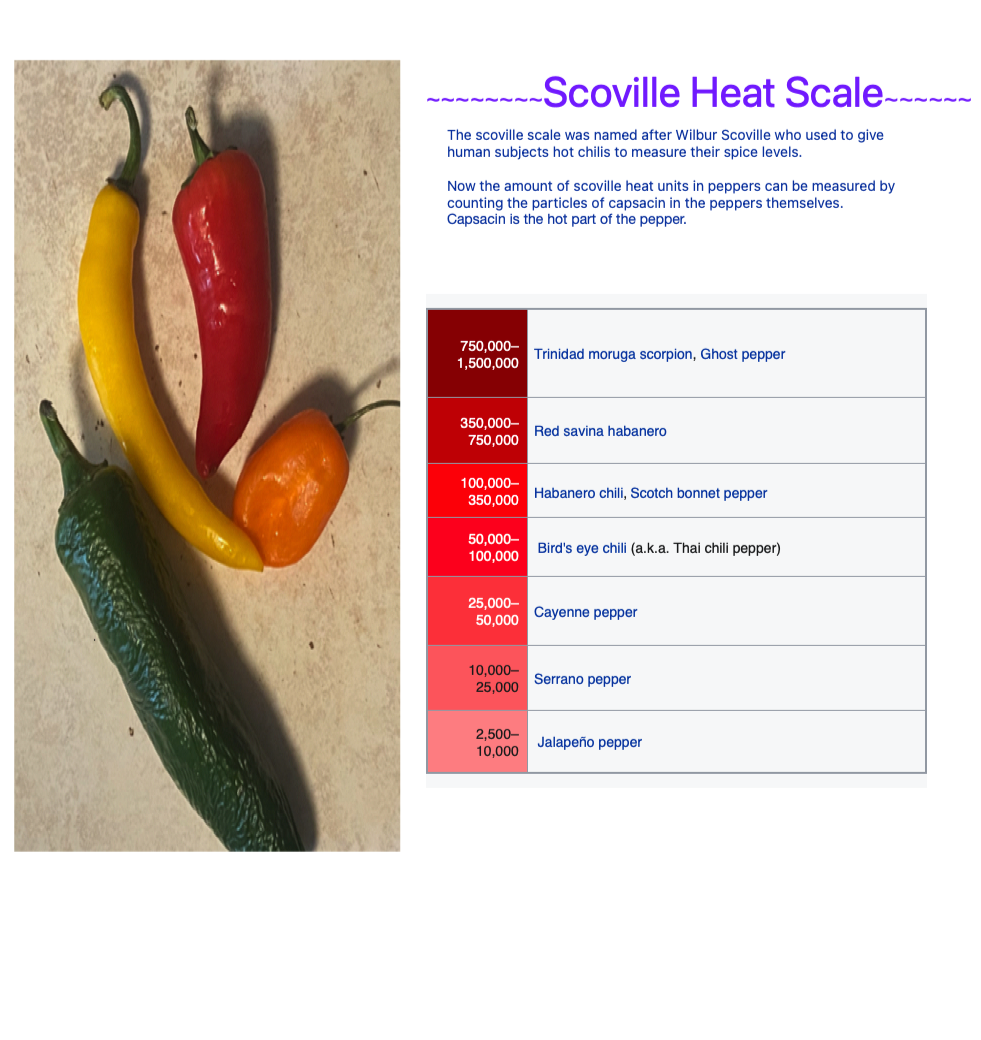 ~~~~~~~~Scoville Heat Scale~~~~~~
The scoville scale was named after Wilbur Scoville who used to give
human subjects hot chilis to measure their spice levels.
Now the amount of scoville heat units in peppers can be measured by
counting the particles of capsacin in the peppers themselves.
Capsacin is the hot part of the pepper.
750,000–
1,500,000
Trinidad moruga scorpion, Ghost pepper
350,000–
750,000
Red savina habanero
100,000–
350,000
Habanero chili, Scotch bonnet pepper
50,000–
100,000
Bird's eye chili (a.k.a. Thai chili pepper)
25,000–
50,000
Cayenne pepper
10,000–
25,000
Serrano pepper
2,500–
10,000
Jalapeño pepper